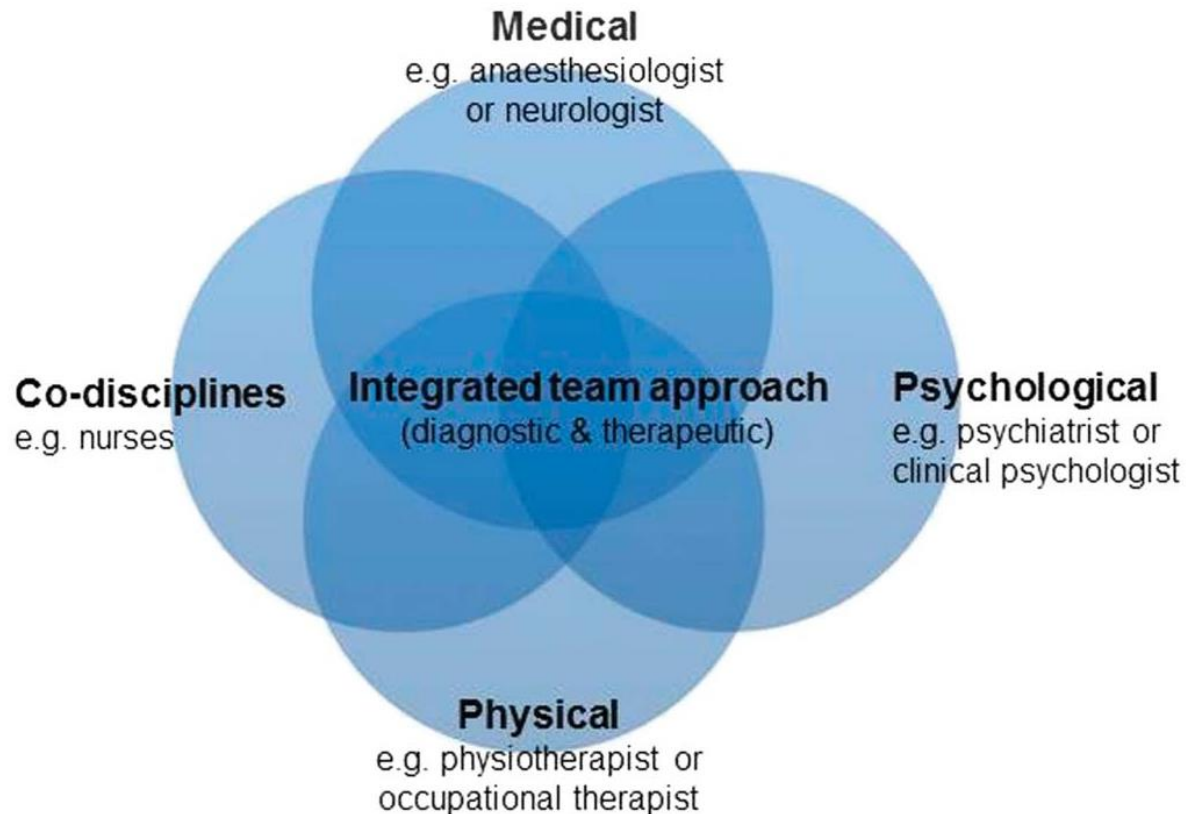 Medical
e.g. anaesthesiologist
or neurologist
Co-disciplines
e.g. nurses
Integrated team approach
(diagnostic & therapeutic)
Psychological
e.g. psychiatrist or
clinical psychologist
Physical
e.g. physiotherapist or
occupational therapist